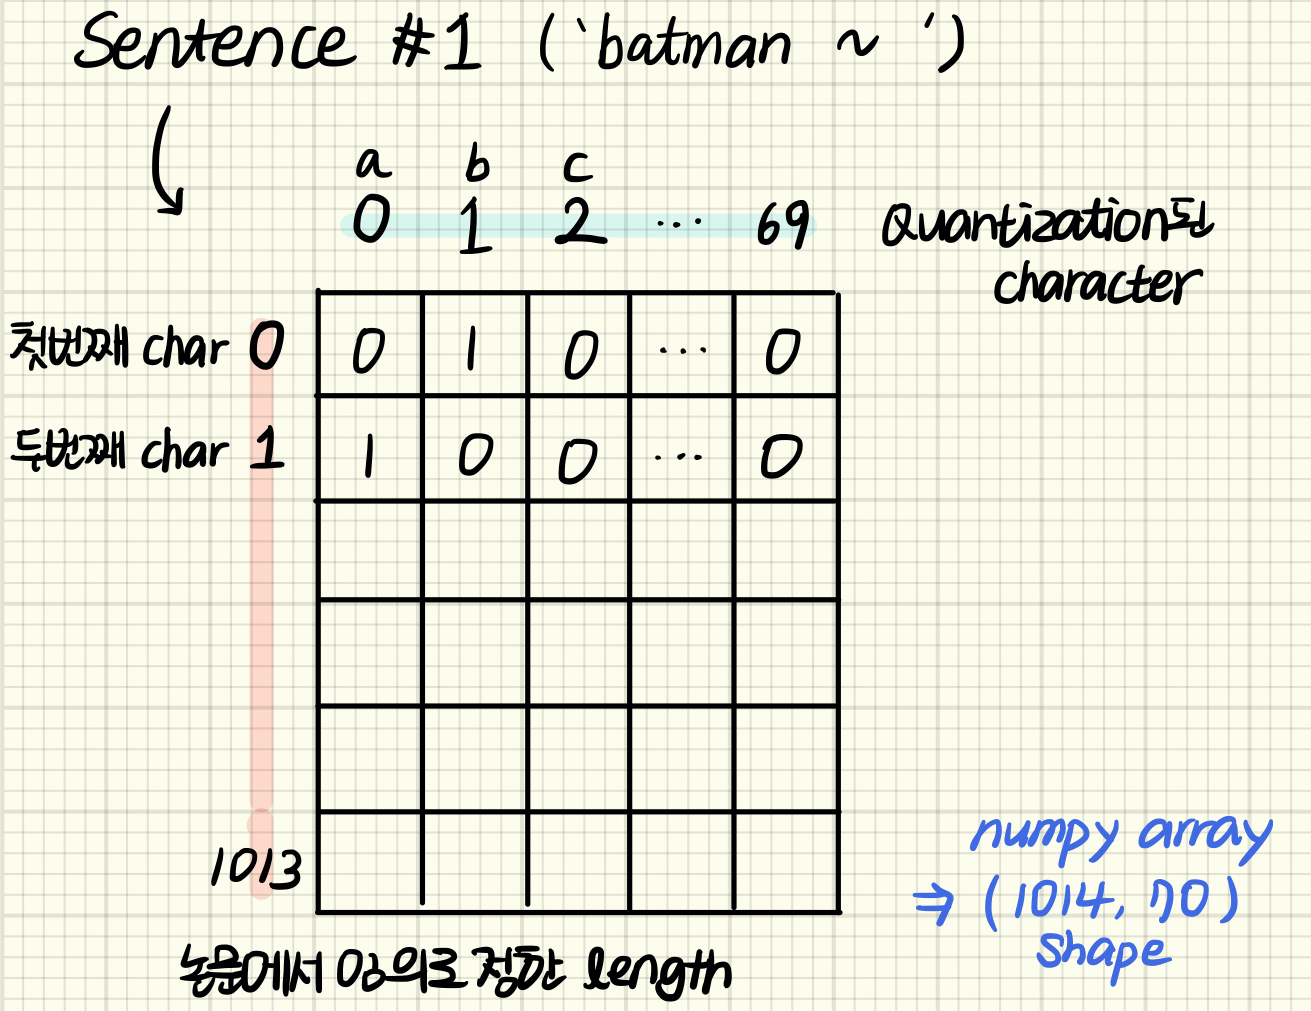 Sentence #1 ('batman ~ ')
a b c
0 1 2 ... 69
Quantization된
character
첫번째 char 0 0 1 0 ... 0
두번째 char 1 1 0 0 ... 0
1013
numpy array
⇒ (1014, 70)
shape
논문에서 임의로 정한 length